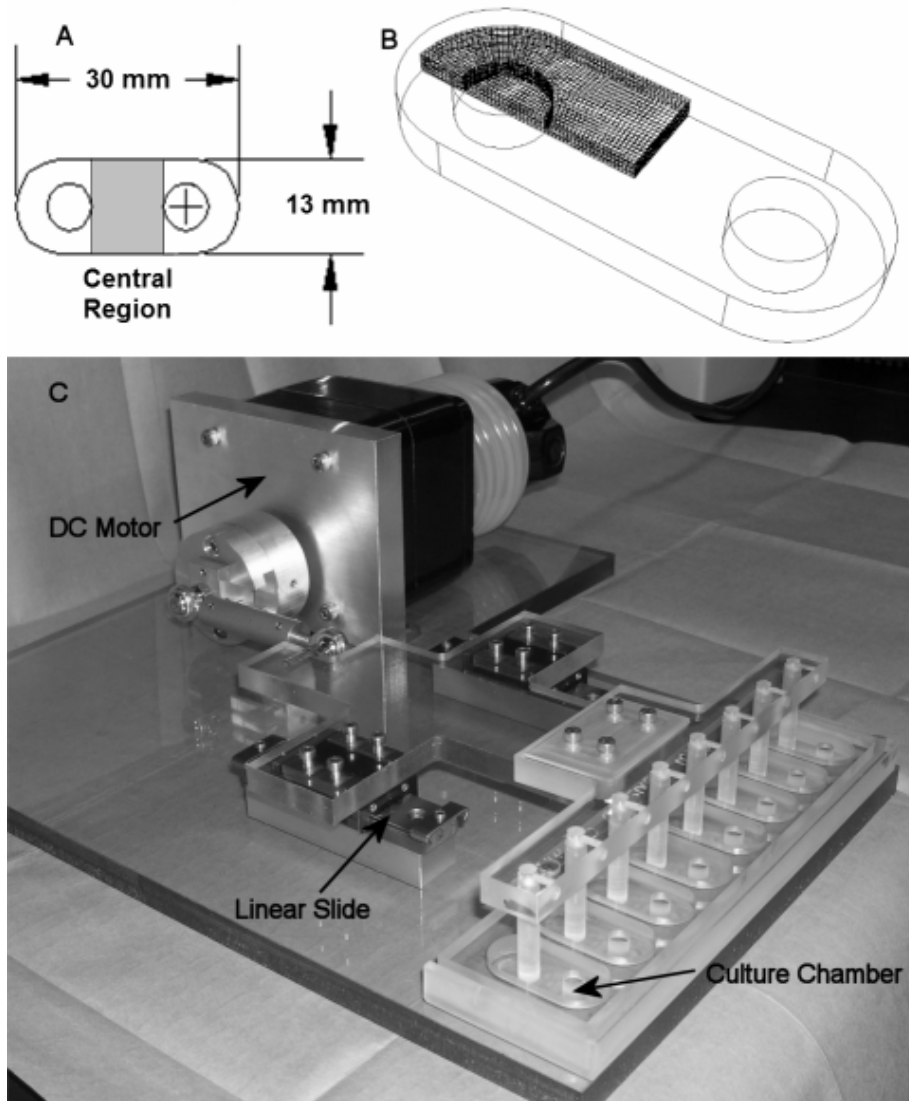 A
30 mm
13 mm
Central
Region
B
C
DC Motor
Linear Slide
Culture Chamber